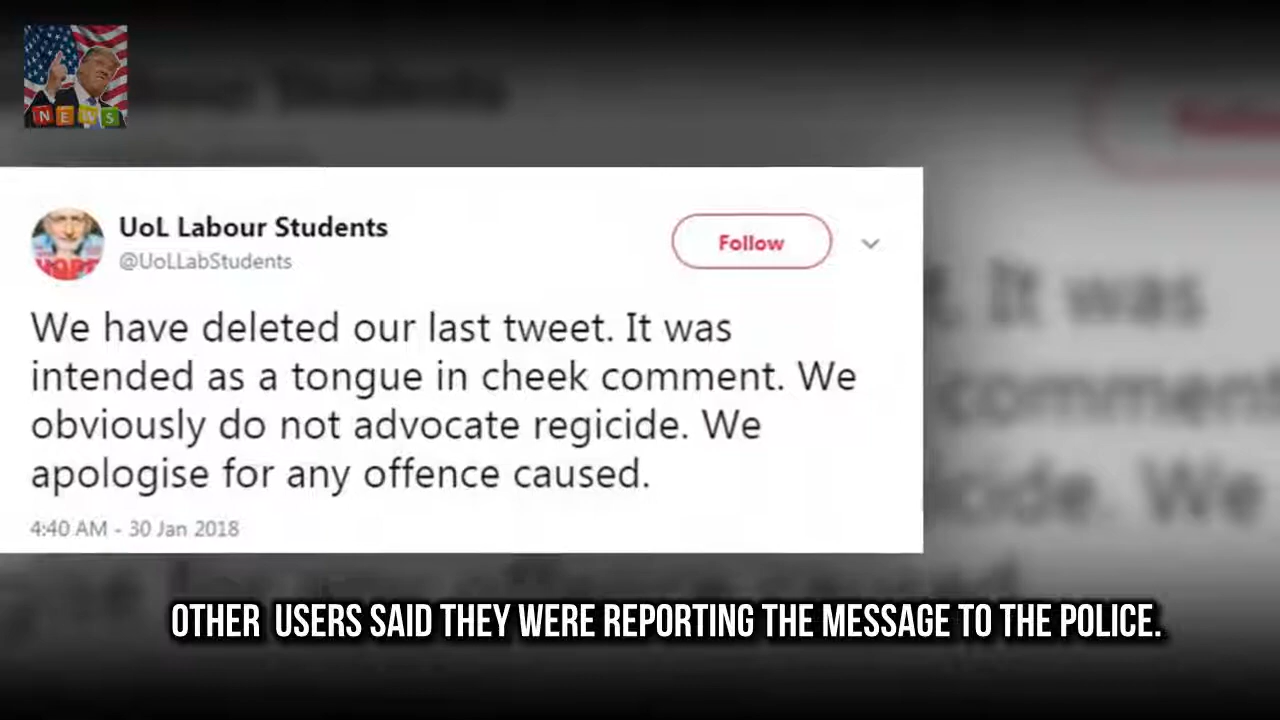 NEWS
UoL Labour Students
@UoLLabStudents
Follow
We have deleted our last tweet. It was
intended as a tongue in cheek comment. We
obviously do not advocate regicide. We
apologise for any offence caused.
4:40 AM - 30 Jan 2018
OTHER USERS SAID THEY WERE REPORTING THE MESSAGE TO THE POLICE.